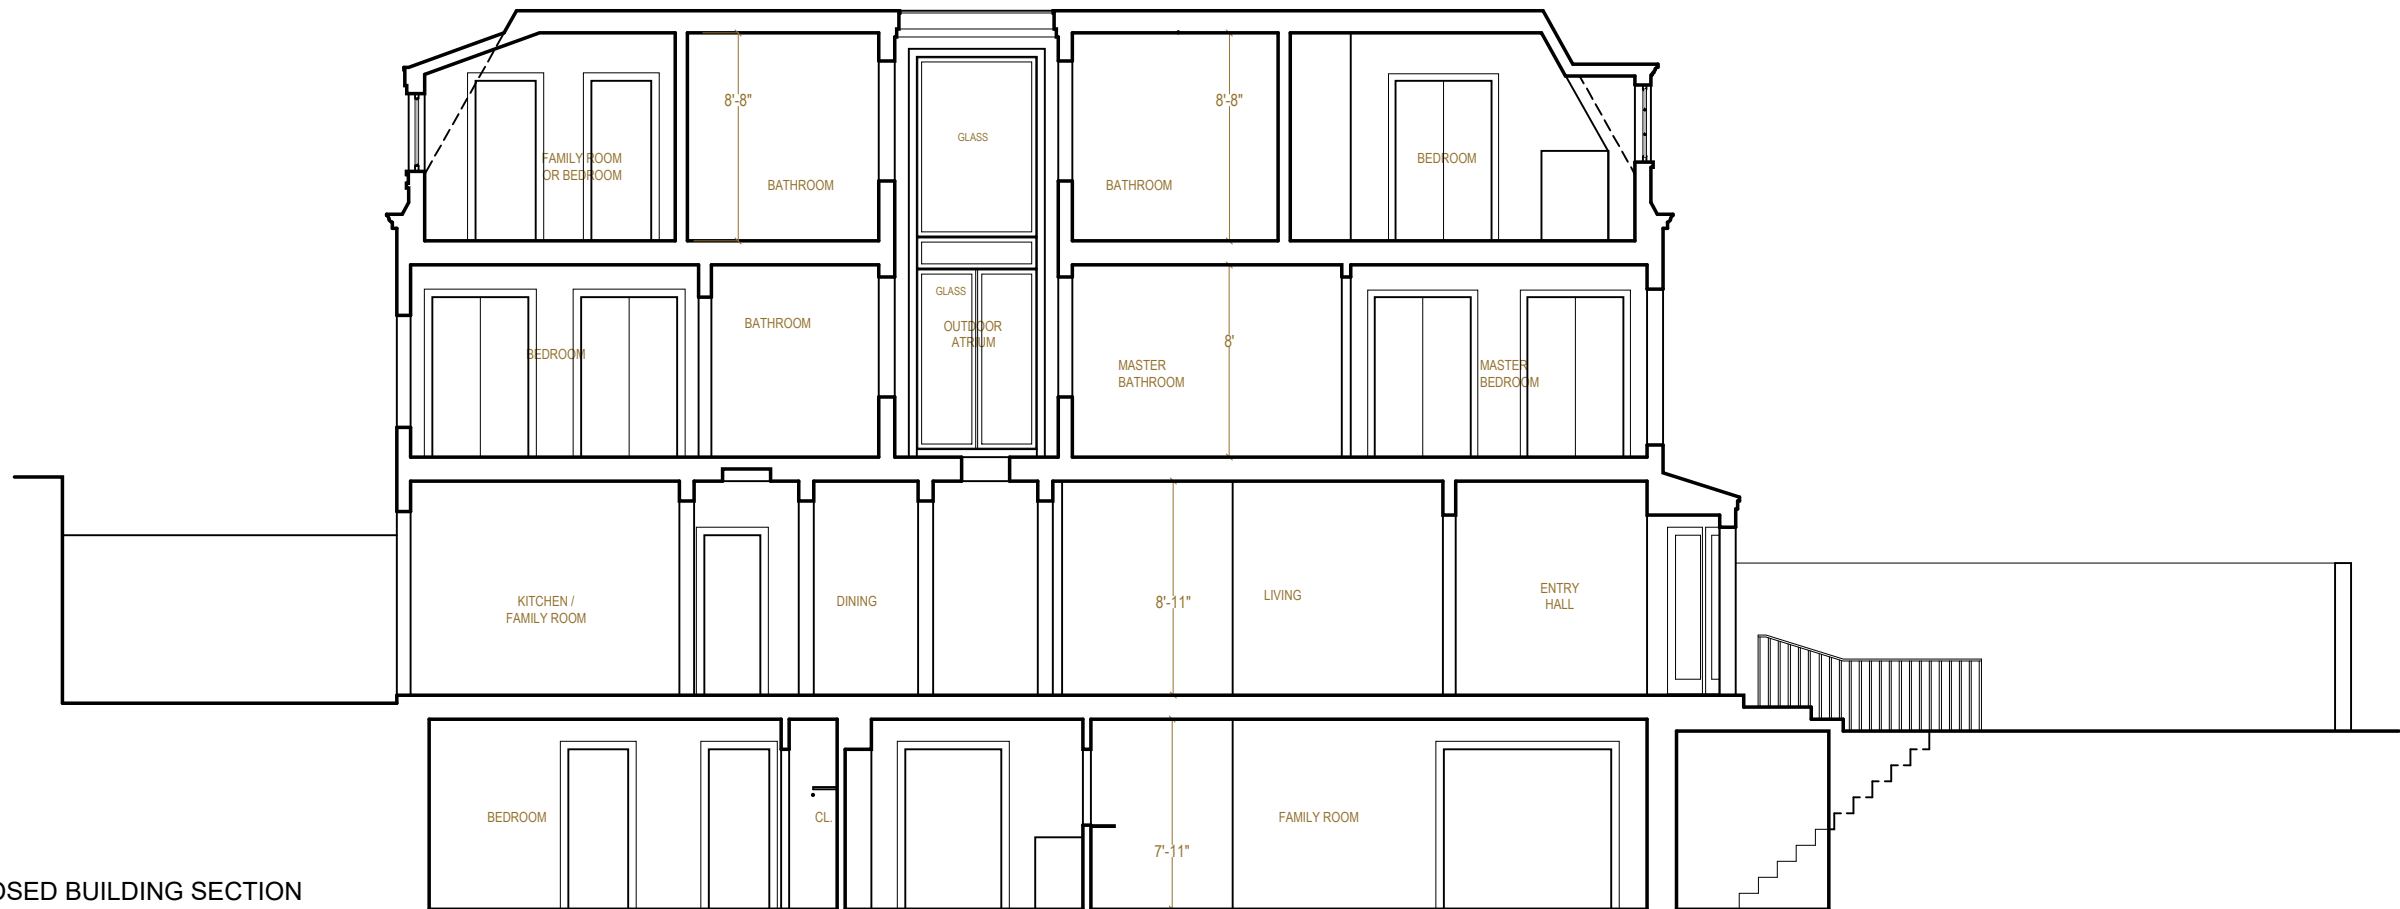 8'-8"
8'-8"
GLASS
FAMILY ROOM
OR BEDROOM
BATHROOM
BATHROOM
BEDROOM
GLASS
BATHROOM
OUTDOOR
ATRIUM
8'
BEDROOM
MASTER
BATHROOM
MASTER
BEDROOM
KITCHEN /
FAMILY ROOM
DINING
8'-11"
LIVING
ENTRY
HALL
BEDROOM
CL.
FAMILY ROOM
7'-11"
OSED BUILDING SECTION